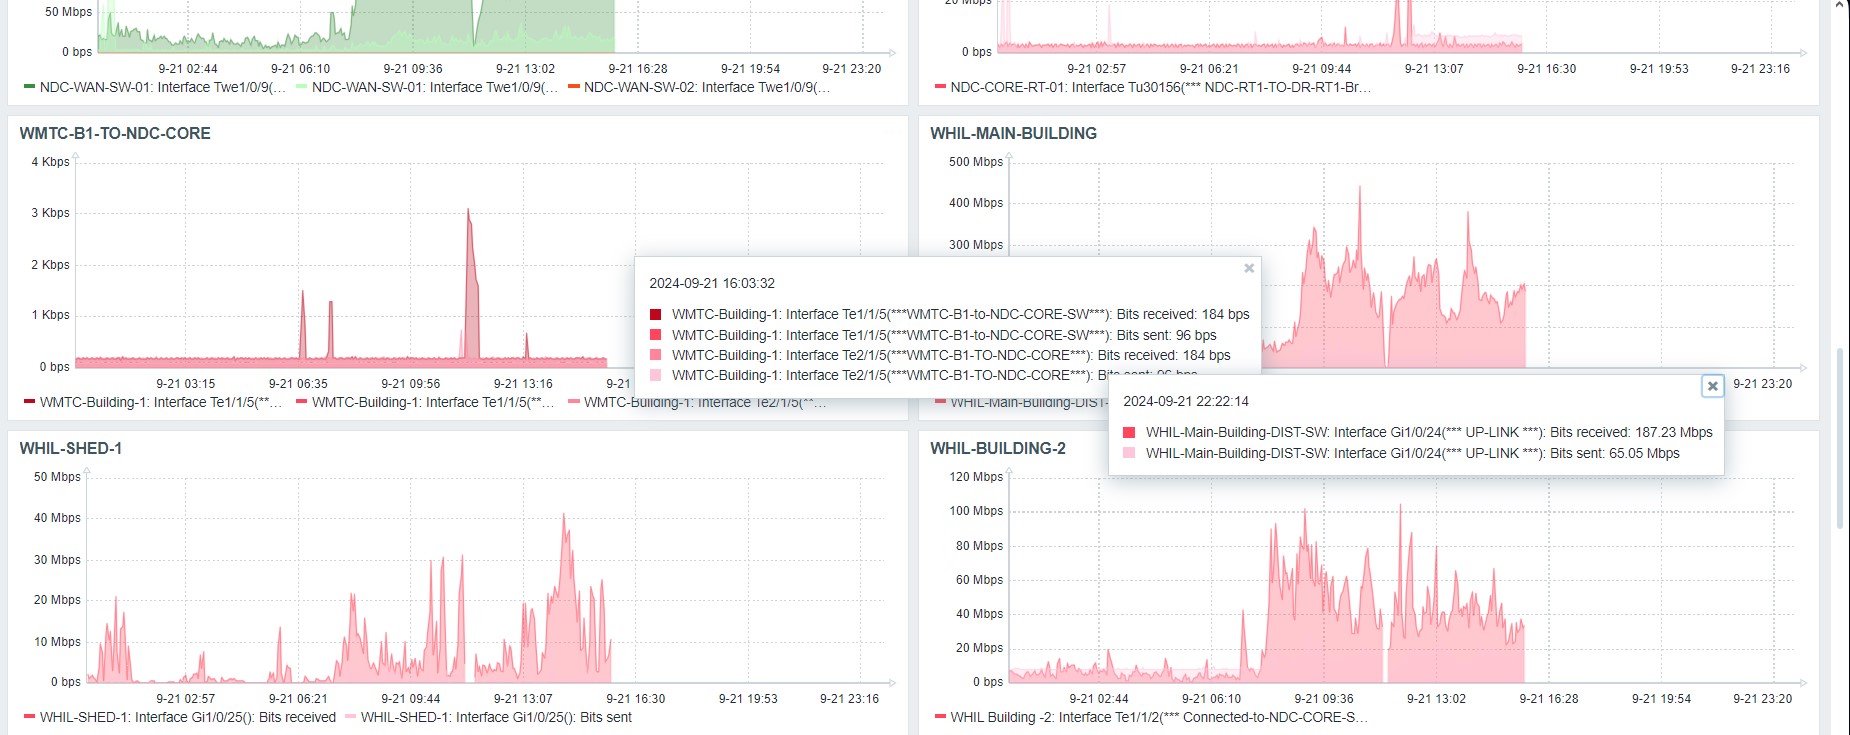 50 Mbps
0 bps
9-21 02:44 9-21 06:10 9-21 09:36 9-21 13:02 9-21 16:28 9-21 19:54 9-21 23:20
NDC-WAN-SW-01: Interface Twe1/0/9(... NDC-WAN-SW-01: Interface Twe1/0/9(... NDC-WAN-SW-02: Interface Twe1/0/9(...
20 Mbps
0 bps
9-21 02:57 9-21 06:21 9-21 09:44 9-21 13:07 9-21 16:30 9-21 19:53 9-21 23:16
NDC-CORE-RT-01: Interface Tu30156(*** NDC-RT1-TO-DR-RT1-Br...
WMTC-B1-TO-NDC-CORE
4 Kbps
3 Kbps
2 Kbps
1 Kbps
0 bps
9-21 03:15 9-21 06:35 9-21 09:56 9-21 13:16 9-21
WMTC-Building-1: Interface Te1/1/5(**... WMTC-Building-1: Interface Te1/1/5(**... WMTC-Building-1: Interface Te2/1/5(**...
WHIL-MAIN-BUILDING
500 Mbps
400 Mbps
300 Mbps
9-21 23:20
WHIL-Main-Building-DIST-
2024-09-21 16:03:32
WMTC-Building-1: Interface Te1/1/5(***WMTC-B1-to-NDC-CORE-SW***): Bits received: 184 bps
WMTC-Building-1: Interface Te1/1/5(***WMTC-B1-to-NDC-CORE-SW***): Bits sent: 96 bps
WMTC-Building-1: Interface Te2/1/5(***WMTC-B1-TO-NDC-CORE***): Bits received: 184 bps
WMTC-Building-1: Interface Te2/1/5(***WMTC-B1-TO-NDC-CORE***): Bits sent: 96 bps
2024-09-21 22:22:14
WHIL-Main-Building-DIST-SW: Interface Gi1/0/24(*** UP-LINK ***): Bits received: 187.23 Mbps
WHIL-Main-Building-DIST-SW: Interface Gi1/0/24(*** UP-LINK ***): Bits sent: 65.05 Mbps
WHIL-SHED-1
50 Mbps
40 Mbps
30 Mbps
20 Mbps
10 Mbps
0 bps
9-21 02:57 9-21 06:21 9-21 09:44 9-21 13:07 9-21 16:30 9-21 19:53 9-21 23:16
WHIL-SHED-1: Interface Gi1/0/25(): Bits received WHIL-SHED-1: Interface Gi1/0/25(): Bits sent
WHIL-BUILDING-2
120 Mbps
100 Mbps
80 Mbps
60 Mbps
40 Mbps
20 Mbps
0 bps
9-21 02:44 9-21 06:10 9-21 09:36 9-21 13:02 9-21 16:28 9-21 19:54 9-21 23:20
WHIL Building -2: Interface Te1/1/2(*** Connected-to-NDC-CORE-S...